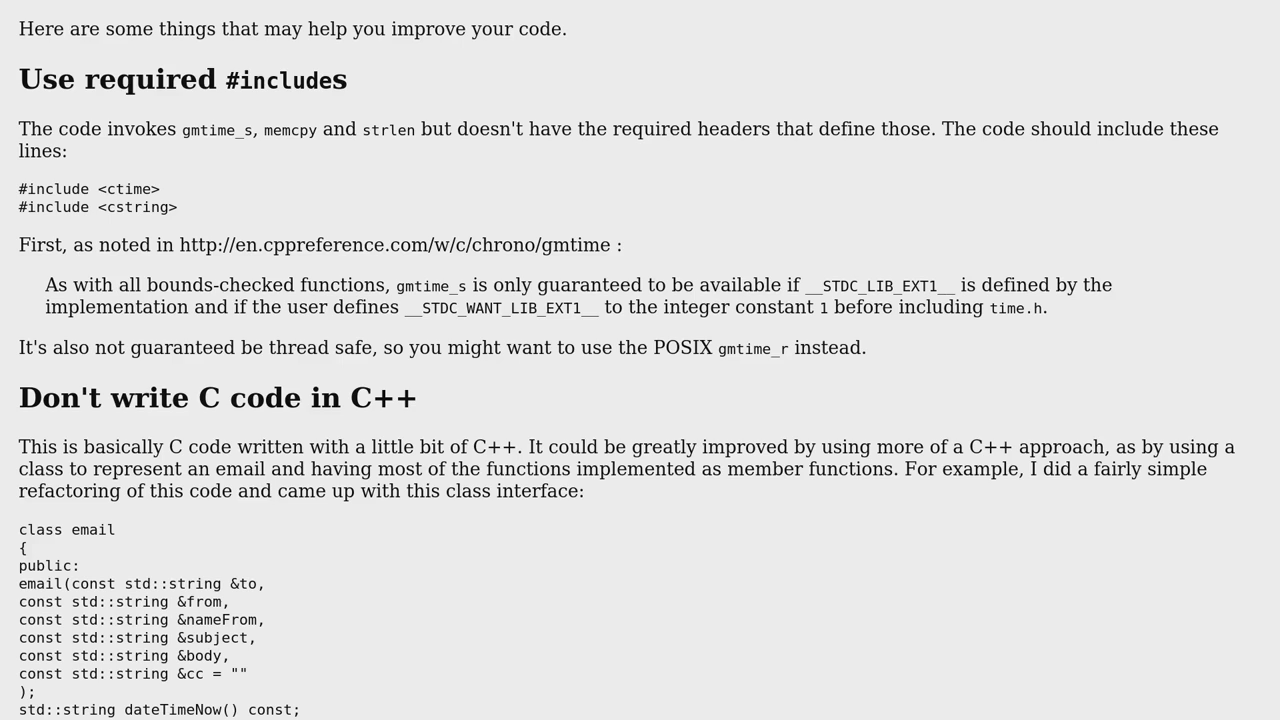 Here are some things that may help you improve your code.
Use required #includes
The code invokes gmtime_s, memcpy and strlen but doesn't have the required headers that define those. The code should include these
lines:
#include <ctime>
#include <cstring>
First, as noted in http://en.cppreference.com/w/c/chrono/gmtime :
As with all bounds-checked functions, gmtime_s is only guaranteed to be available if __STDC_LIB_EXT1__ is defined by the
implementation and if the user defines __STDC_WANT_LIB_EXT1__ to the integer constant 1 before including time.h.
It's also not guaranteed be thread safe, so you might want to use the POSIX gmtime_r instead.
Don't write C code in C++
This is basically C code written with a little bit of C++. It could be greatly improved by using more of a C++ approach, as by using a
class to represent an email and having most of the functions implemented as member functions. For example, I did a fairly simple
refactoring of this code and came up with this class interface:
class email
{
public:
email(const std::string &to,
const std::string &from,
const std::string &nameFrom,
const std::string &subject,
const std::string &body,
const std::string &cc = ""
);
std::string dateTimeNow() const;